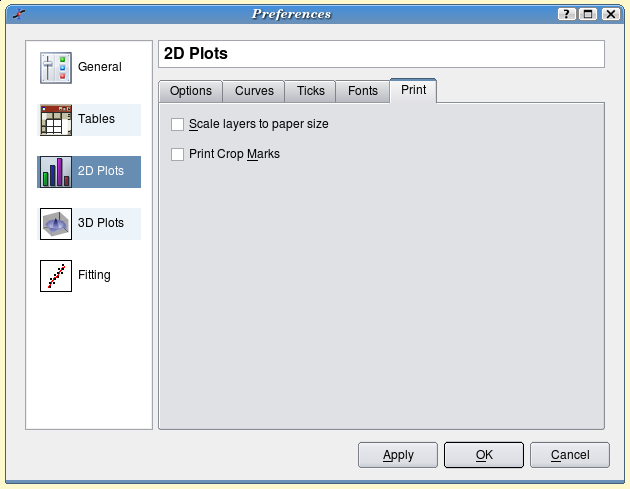 Preferences
?
General
Tables
2D Plots
3D Plots
Fitting
2D Plots
Options Curves Ticks Fonts Print
Scale layers to paper size
Print Crop Marks
Apply OK Cancel